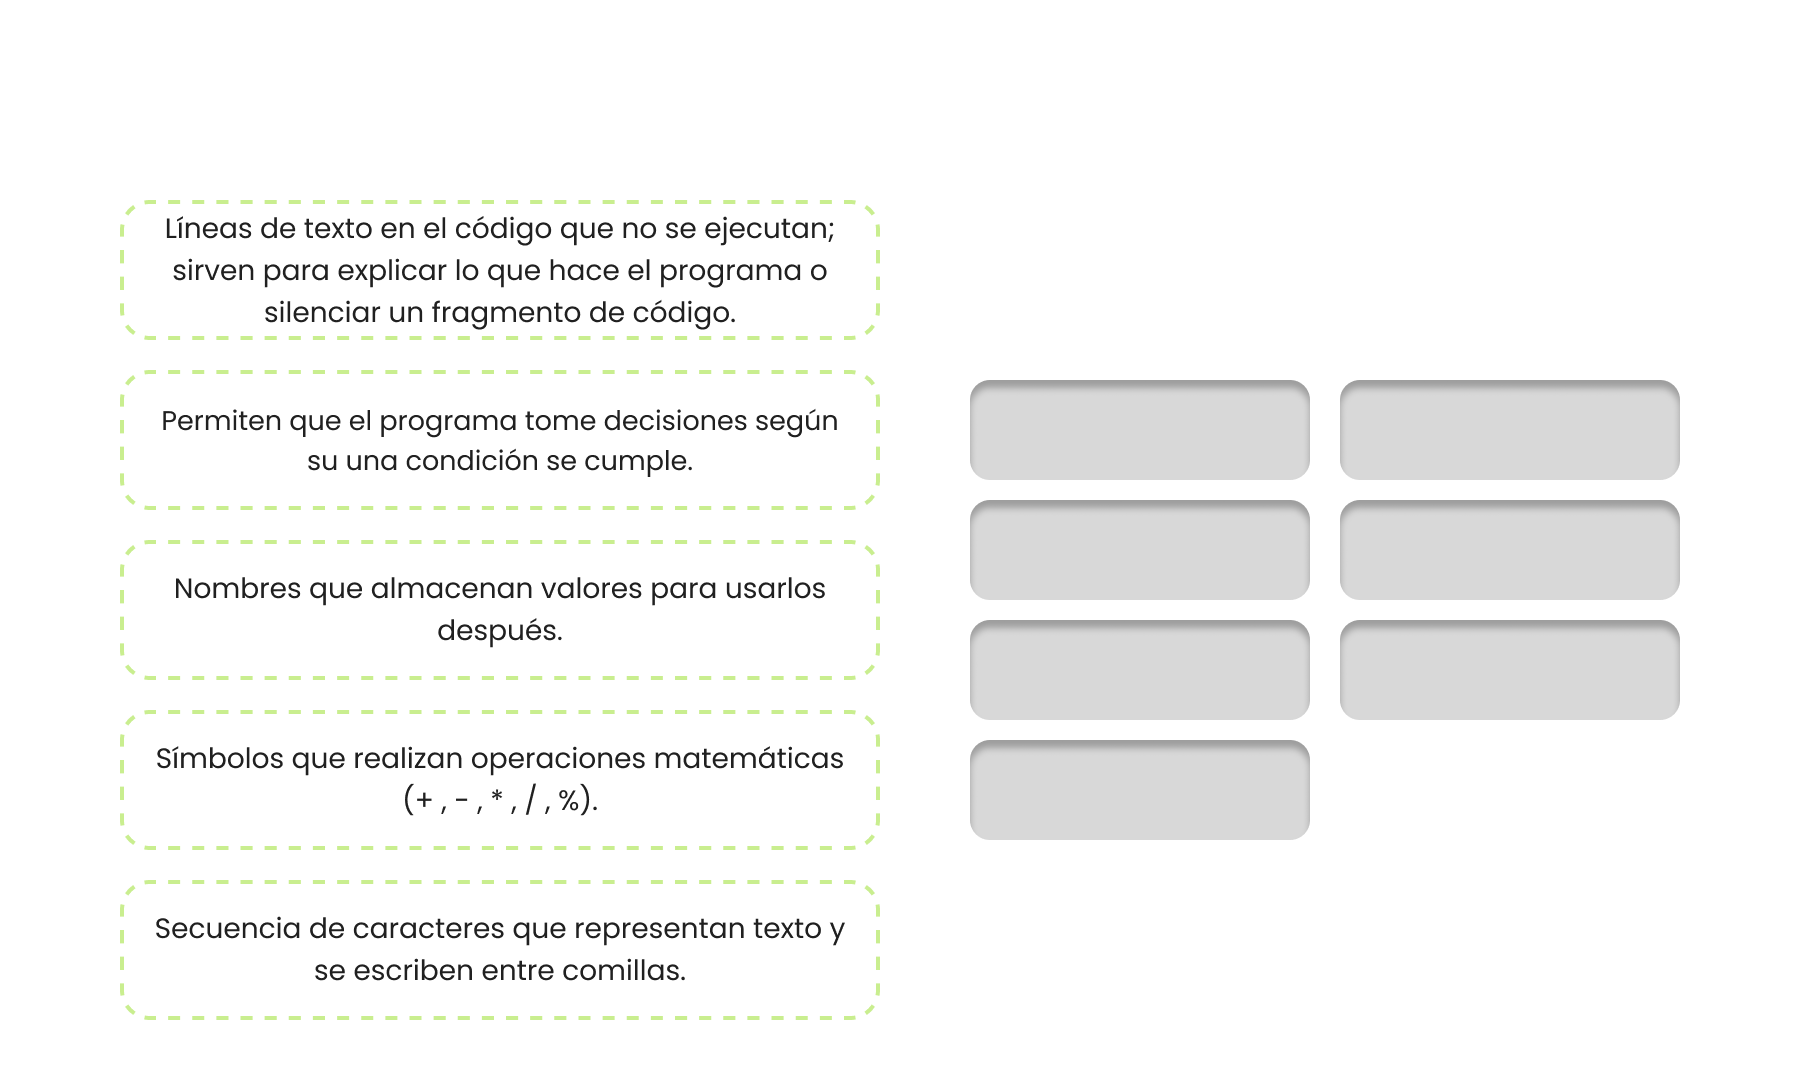 Líneas de texto en el código que no se ejecutan;
sirven para explicar lo que hace el programa o
silenciar un fragmento de código.
Permiten que el programa tome decisiones según
su una condición se cumple.
Nombres que almacenan valores para usarlos
después.
Símbolos que realizan operaciones matemáticas
(+ , - , * , / , %).
Secuencia de caracteres que representan texto y
se escriben entre comillas.